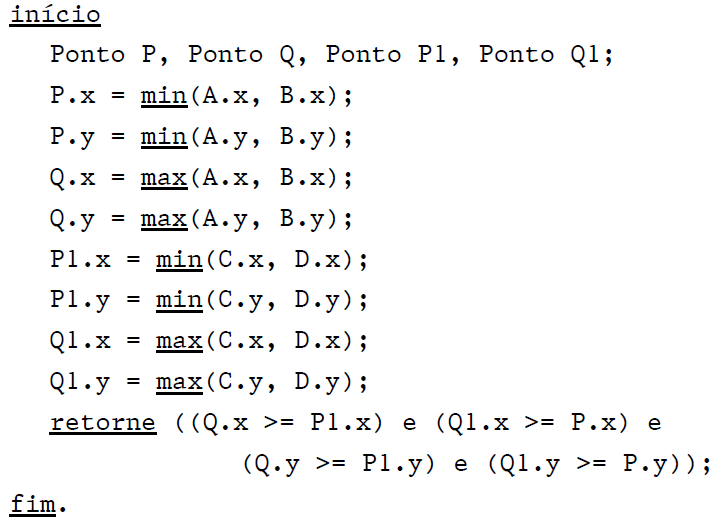 início
Ponto P, Ponto Q, Ponto P1, Ponto Q1;
P.x = min(A.x, B.x);
P.y = min(A.y, B.y);
Q.x = max(A.x, B.x);
Q.y = max(A.y, B.y);
P1.x = min(C.x, D.x);
P1.y = min(C.y, D.y);
Q1.x = max(C.x, D.x);
Q1.y = max(C.y, D.y);
retorne ((Q.x >= P1.x) e (Q1.x >= P.x) e
(Q.y >= P1.y) e (Q1.y >= P.y));
fim.